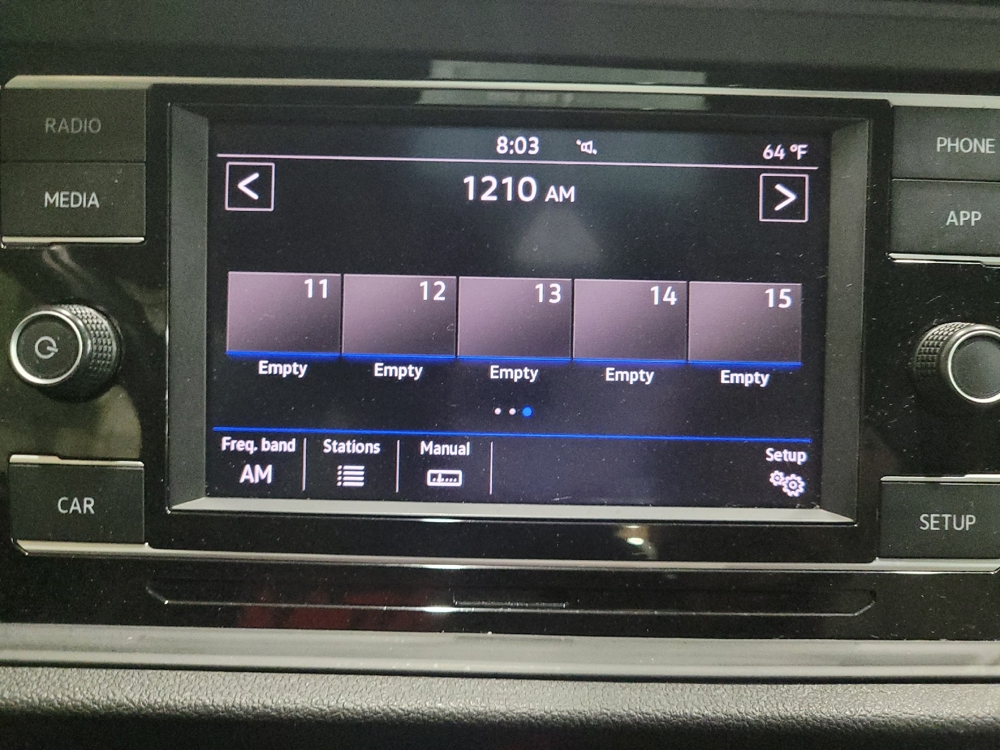 RADIO
MEDIA
CAR
8:03
64 °F
<
1210 AM
>
11 12 13 14 15
Empty Empty Empty Empty Empty
Freq. band Stations Manual Setup
AM
PHONE
APP
SETUP